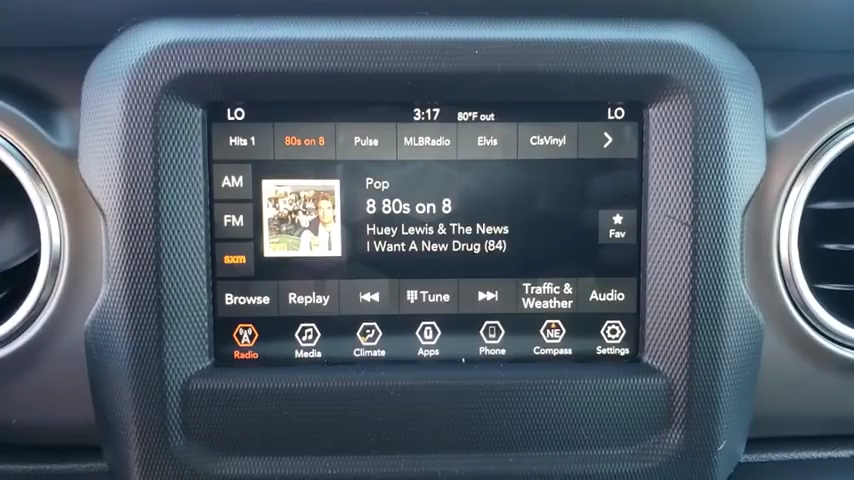 LO 3:17 80°F out LO
Hits 1 80s on 8 Pulse MLBRadio Elvis ClsVinyl
AM
FM
sxm
Pop
8 80s on 8
Huey Lewis & The News
I Want A New Drug (84)
Fav
Browse Replay Tune Traffic & Weather Audio
Radio Media Climate Apps Phone NE Compass Settings